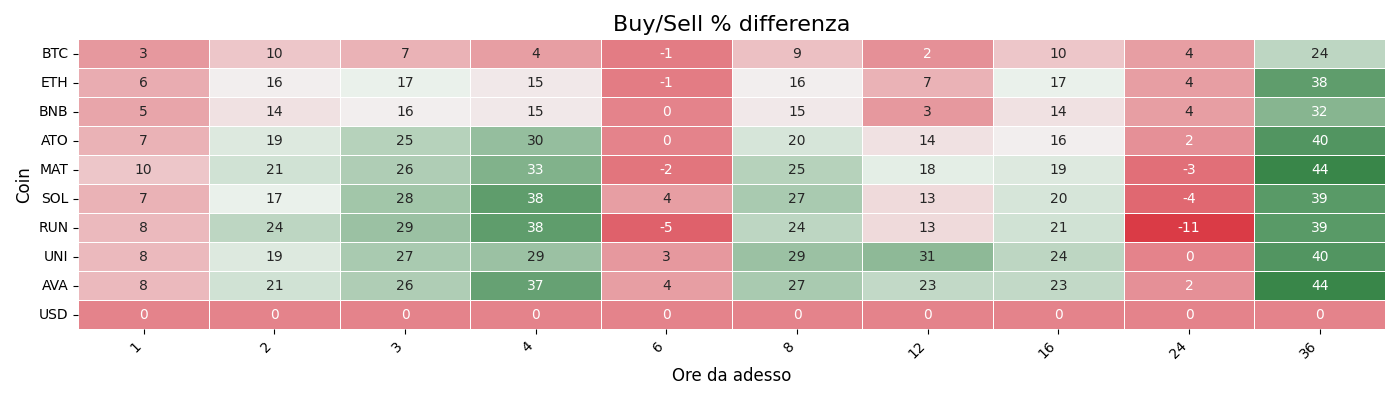 Buy/Sell % differenza
Coin
BTC 3 10 7 4 -1 9 2 10 4 24
ETH 6 16 17 15 -1 16 7 17 4 38
BNB 5 14 16 15 0 15 3 14 4 32
ATO 7 19 25 30 0 20 14 16 2 40
MAT 10 21 26 33 -2 25 18 19 -3 44
SOL 7 17 28 38 4 27 13 20 -4 39
RUN 8 24 29 38 -5 24 13 21 -11 39
UNI 8 19 27 29 3 29 31 24 0 40
AVA 8 21 26 37 4 27 23 23 2 44
USD 0 0 0 0 0 0 0 0 0 0
1 2 3 4 6 8 12 16 24 36
Ore da adesso